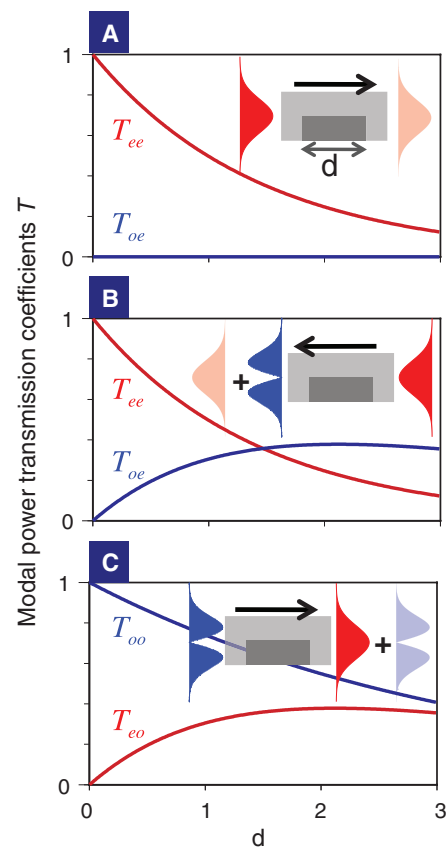 Modal power transmission coefficients T
A
1
T_ee
d
T_oe
0
B
1
+
T_ee
T_oe
0
C
1
T_oo
+
T_eo
0
0 1 2 3
d